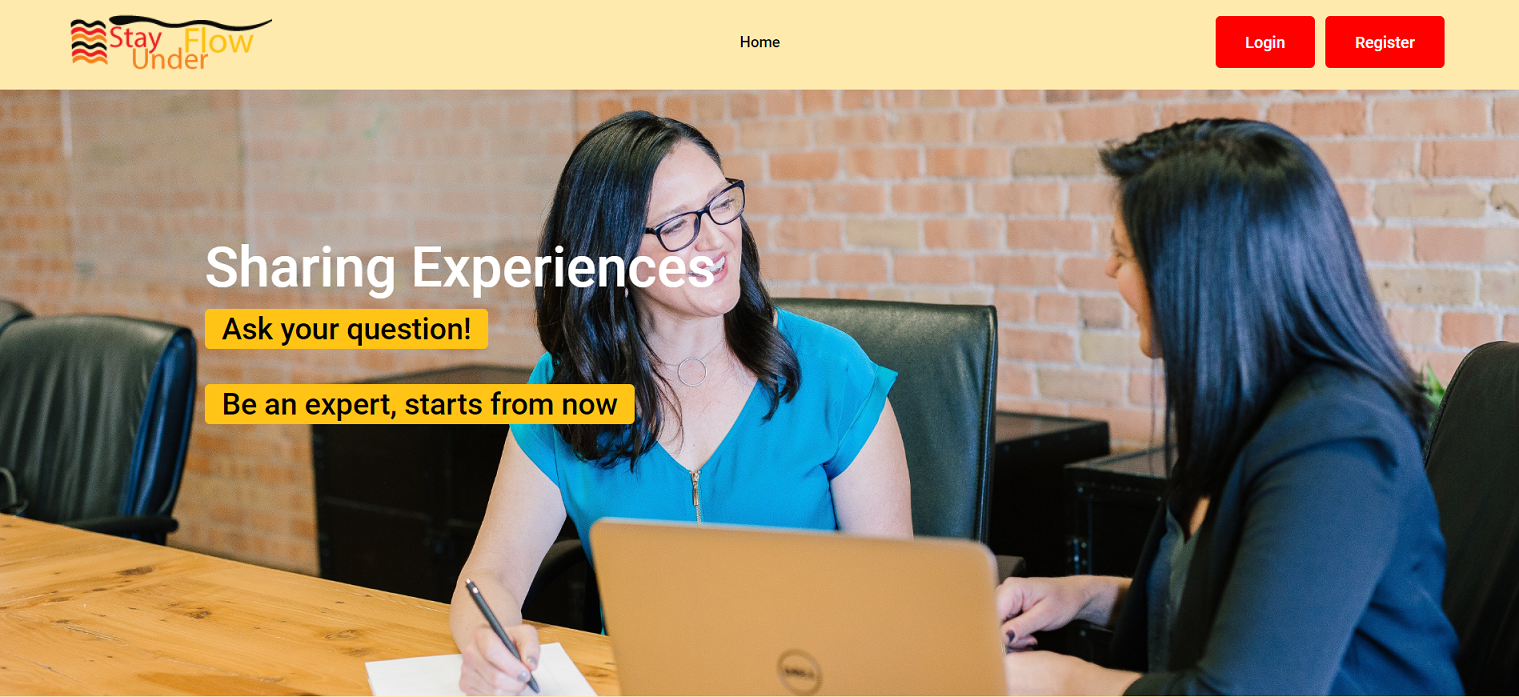 Stay Flow
Under
Home
Login
Register
Sharing Experiences
Ask your question!
Be an expert, starts from now
DELL